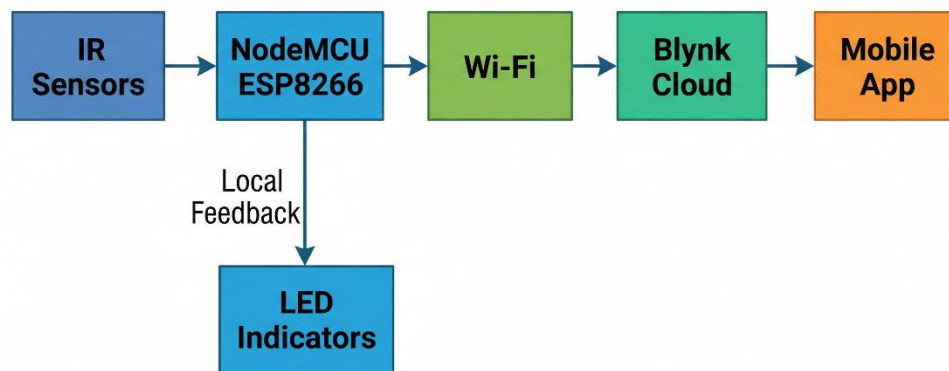 IR
Sensors
NodeMCU
ESP8266
Wi-Fi
Blynk
Cloud
Mobile
App
Local
Feedback
LED
Indicators